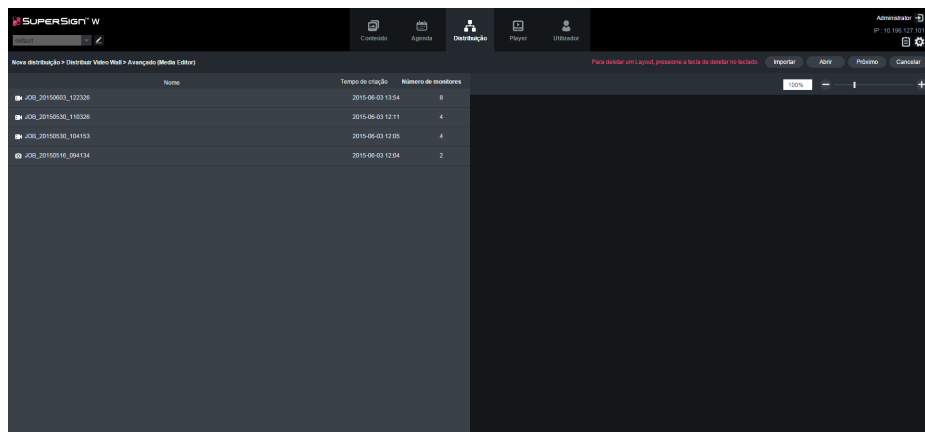 SUPERSIGN™ W
default
Conteúdo Agenda Distribuição Player Utilizador
Administrator
IP : 10.196.127.101
Nova distribuição > Distribuir Video Wall > Avançado (Media Editor)
Para deletar um Layout, pressione a tecla de deletar no teclado. Importar Abrir Próximo Cancelar
Nome Tempo de criação Número de monitores
100%
JOB_20150603_122326 2015-06-03 13:54 8
JOB_20150530_110326 2015-06-03 12:11 4
JOB_20150530_104153 2015-06-03 12:05 4
JOB_20150516_094134 2015-06-03 12:04 2